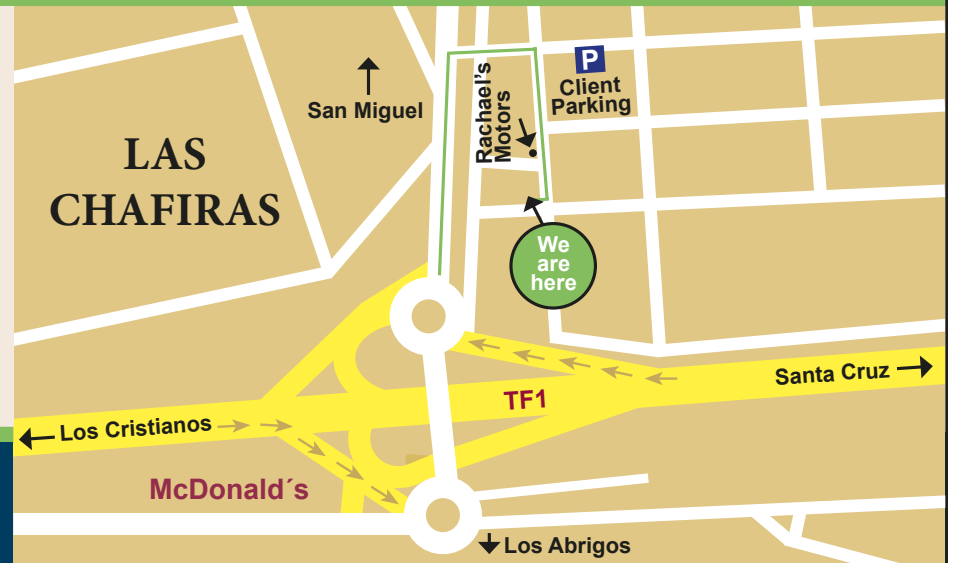 P
Client
Parking
San Miguel
Rachael's
Motors
LAS
CHAFIRAS
We
are
here
Santa Cruz
TF1
Los Cristianos
McDonald´s
Los Abrigos